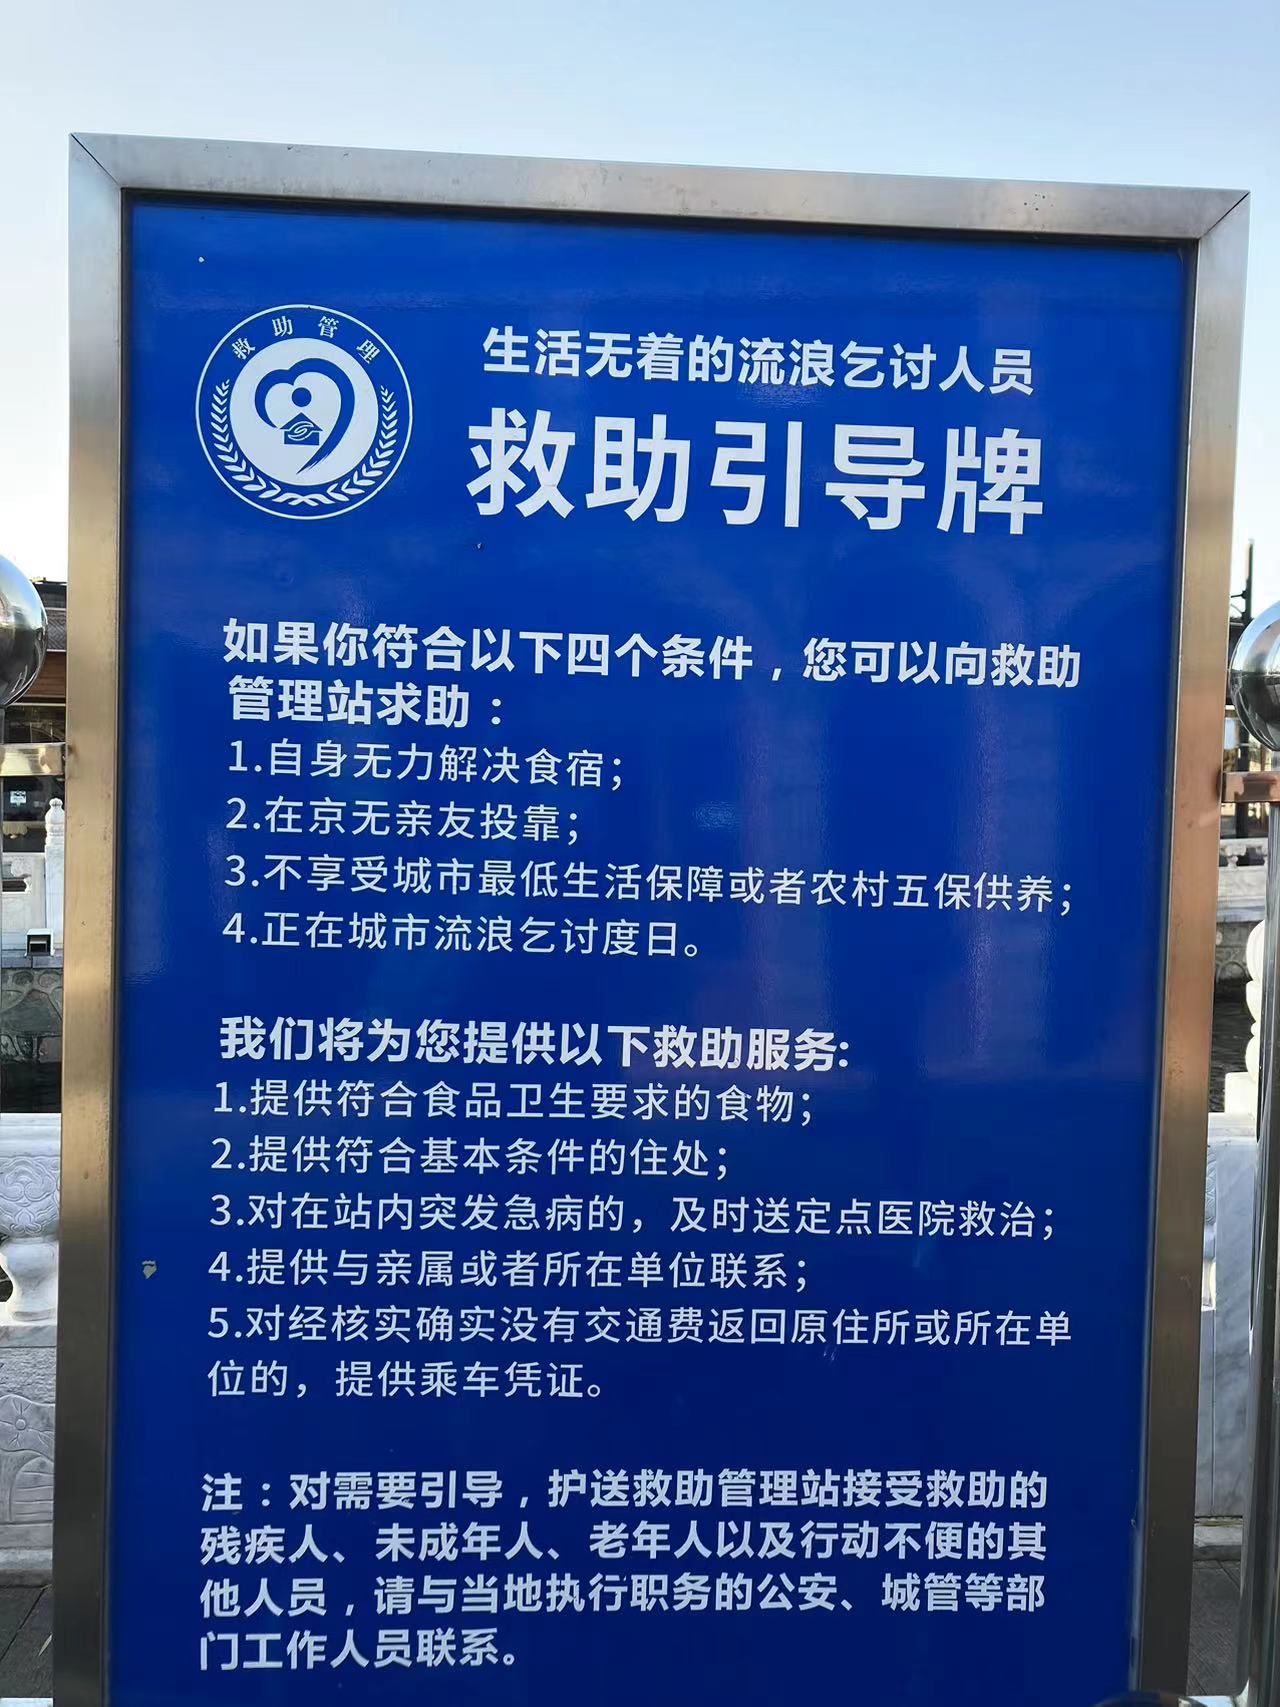 救助管理
生活无着的流浪乞讨人员
救助引导牌
如果你符合以下四个条件，您可以向救助
管理站求助：
1.自身无力解决食宿；
2.在京无亲友投靠；
3.不享受城市最低生活保障或者农村五保供养；
4.正在城市流浪乞讨度日。
我们将为您提供以下救助服务:
1.提供符合食品卫生要求的食物；
2.提供符合基本条件的住处；
3.对在站内突发急病的，及时送定点医院救治；
4.提供与亲属或者所在单位联系；
5.对经核实确实没有交通费返回原住所或所在单
位的，提供乘车凭证。
注：对需要引导，护送救助管理站接受救助的
残疾人、未成年人、老年人以及行动不便的其
他人员，请与当地执行职务的公安、城管等部
门工作人员联系。